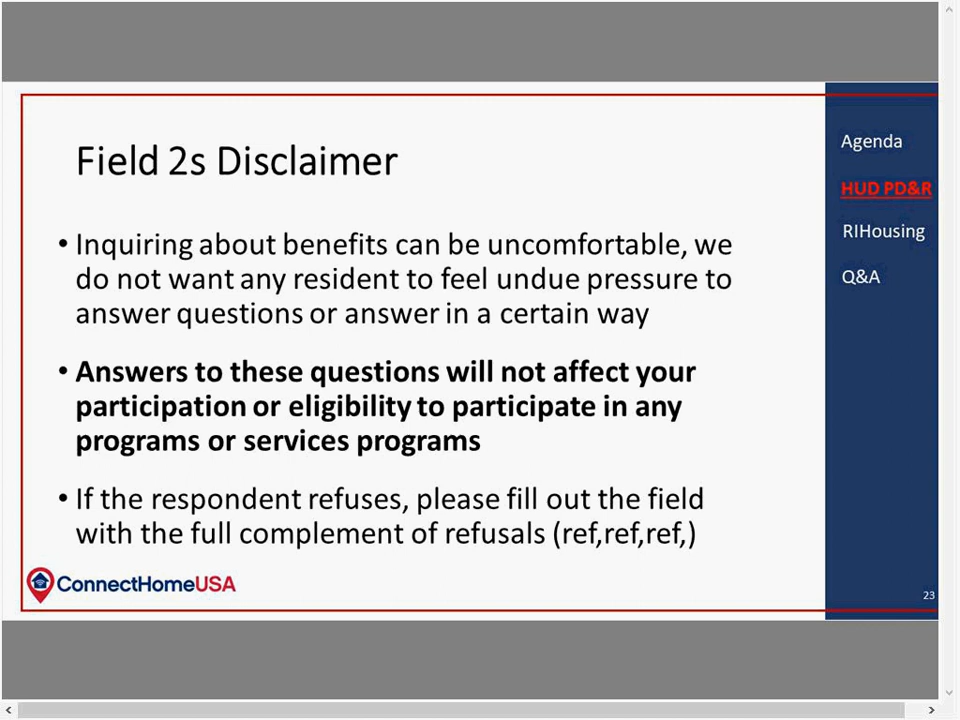 Field 2s Disclaimer
• Inquiring about benefits can be uncomfortable, we
do not want any resident to feel undue pressure to
answer questions or answer in a certain way
• Answers to these questions will not affect your
participation or eligibility to participate in any
programs or services programs
• If the respondent refuses, please fill out the field
with the full complement of refusals (ref,ref,ref,)
ConnectHomeUSA
Agenda
HUD PD&R
RIHousing
Q&A
23